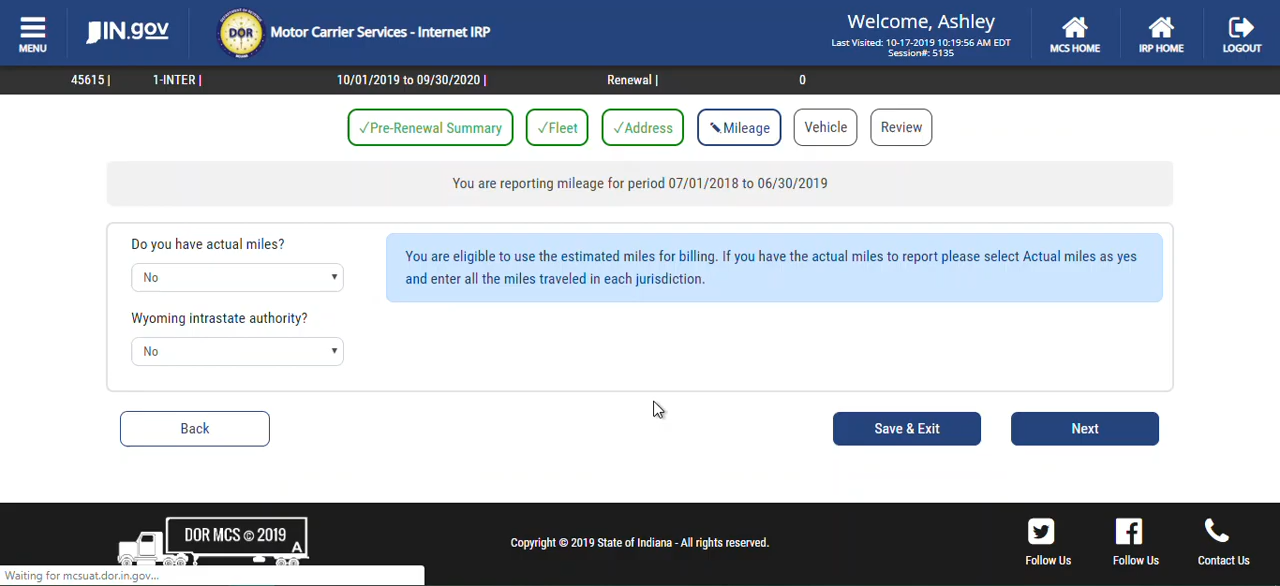 MENU
IN.gov
DOR
Motor Carrier Services - Internet IRP
Welcome, Ashley
Last Visited: 10-17-2019 10:19:56 AM EDT
Session#: 5135
MCS HOME
IRP HOME
LOGOUT
45615 | 1-INTER | 10/01/2019 to 09/30/2020 | Renewal | 0
✓Pre-Renewal Summary ✓Fleet ✓Address Mileage Vehicle Review
You are reporting mileage for period 07/01/2018 to 06/30/2019
Do you have actual miles?
No
Wyoming intrastate authority?
No
You are eligible to use the estimated miles for billing. If you have the actual miles to report please select Actual miles as yes
and enter all the miles traveled in each jurisdiction.
Back Save & Exit Next
DOR MCS © 2019
A
Copyright © 2019 State of Indiana - All rights reserved.
Follow Us Follow Us Contact Us
Waiting for mcsuat.dor.in.gov...